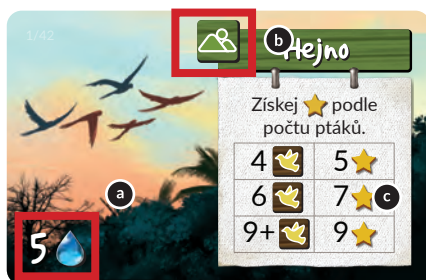 1/42
b
Hejno
Získej ⭐ podle
počtu ptáků.
4 5
6 7
9+ 9
a
c
5